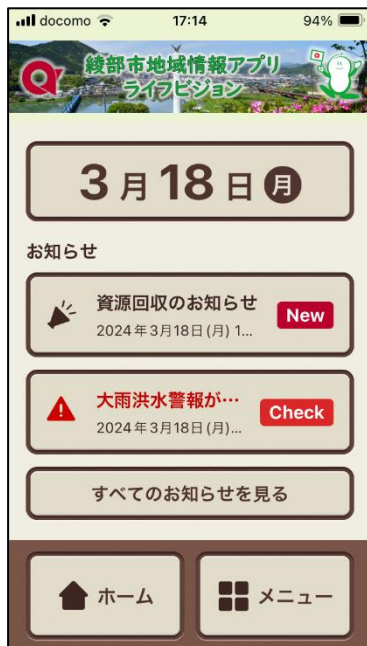 docomo 17:14 94%
綾部市地域情報アプリ
ライフビジョン
3月18日 月
お知らせ
資源回収のお知らせ
New
2024年3月18日(月) 1...
大雨洪水警報が…
Check
2024年3月18日(月)...
すべてのお知らせを見る
ホーム メニュー